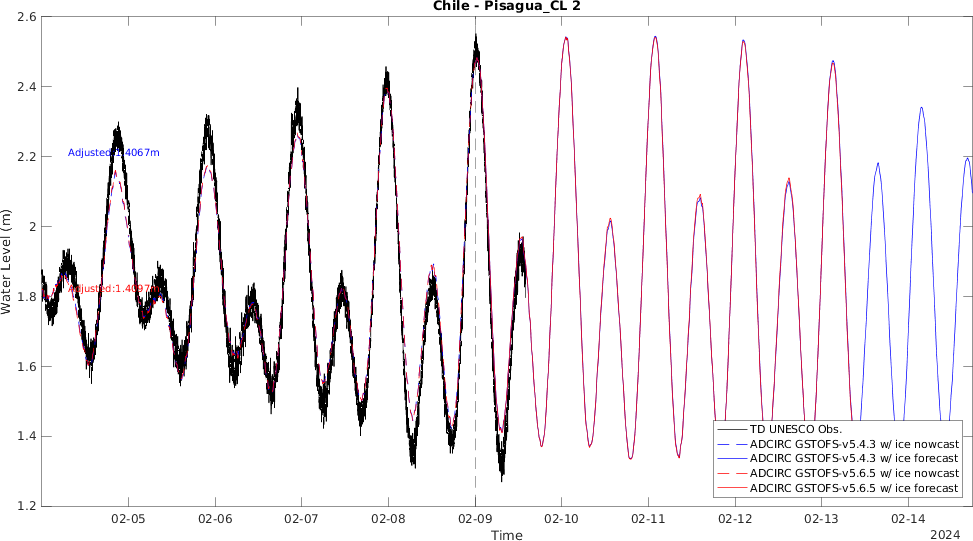 Chile - Pisagua_CL 2
Water Level (m)
2.6
2.4
2.2
2
1.8
1.6
1.4
1.2
Adjusted:1.4067m
Adjusted:1.4097m
TD UNESCO Obs.
ADCIRC GSTOFS-v5.4.3 w/ ice nowcast
ADCIRC GSTOFS-v5.4.3 w/ ice forecast
ADCIRC GSTOFS-v5.6.5 w/ ice nowcast
ADCIRC GSTOFS-v5.6.5 w/ ice forecast
02-05 02-06 02-07 02-08 02-09 02-10 02-11 02-12 02-13 02-14
Time
2024